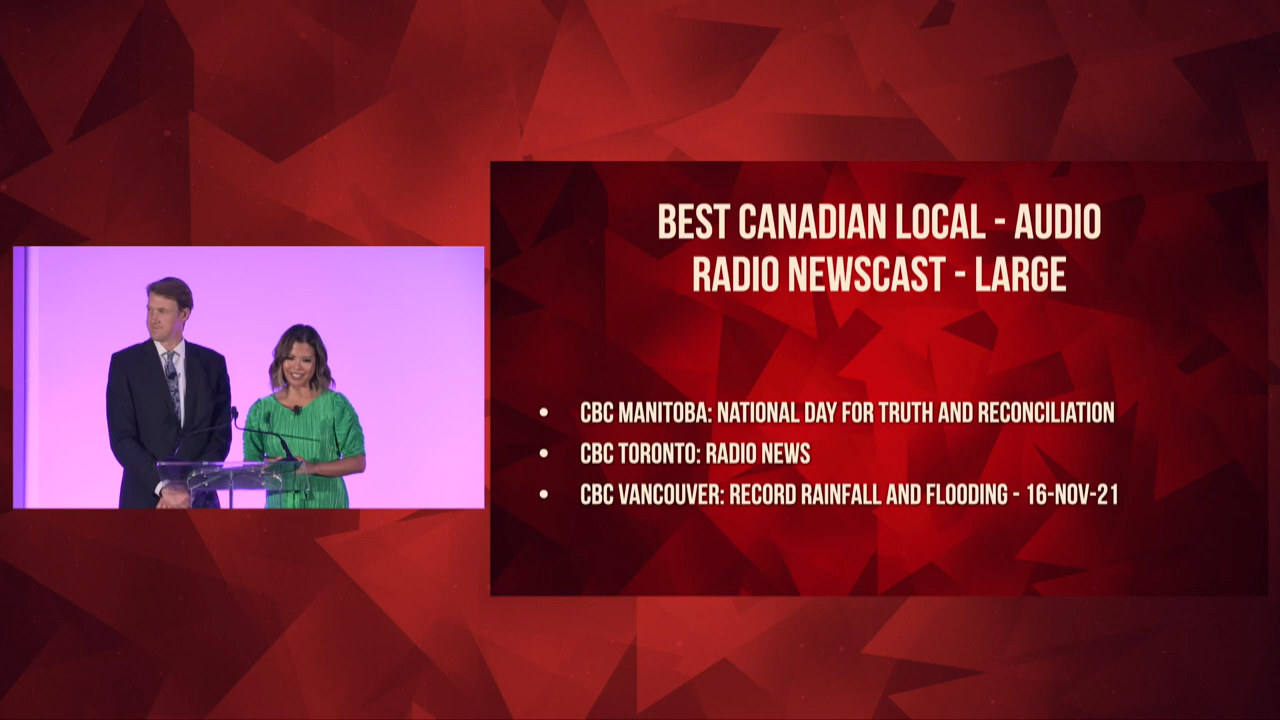 BEST CANADIAN LOCAL - AUDIO
RADIO NEWSCAST - LARGE
• CBC MANITOBA: NATIONAL DAY FOR TRUTH AND RECONCILIATION
• CBC TORONTO: RADIO NEWS
• CBC VANCOUVER: RECORD RAINFALL AND FLOODING - 16-NOV-21